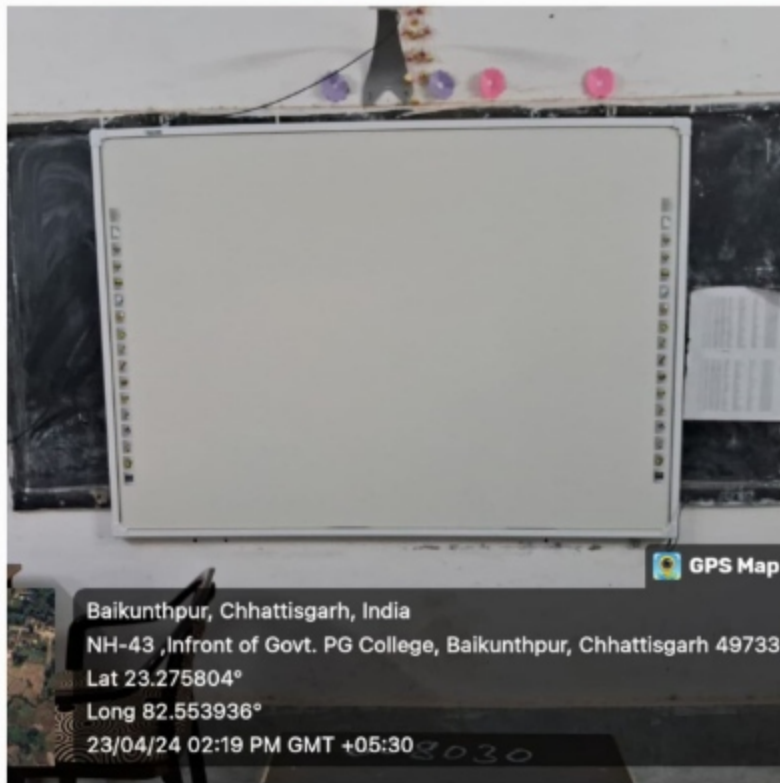 GPS Map
Baikunthpur, Chhattisgarh, India
NH-43 ,Infront of Govt. PG College, Baikunthpur, Chhattisgarh 49733
Lat 23.275804°
Long 82.553936°
23/04/24 02:19 PM GMT +05:30
8030